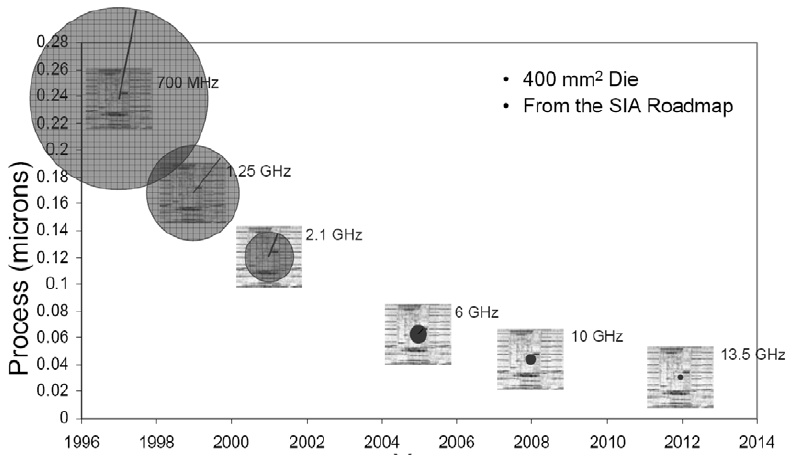 Process (microns)
0.28
0.26
0.24
0.22
0.2
0.18
0.16
0.14
0.12
0.1
0.08
0.06
0.04
0.02
0
700 MHz
1.25 GHz
2.1 GHz
6 GHz
10 GHz
13.5 GHz
• 400 mm² Die
• From the SIA Roadmap
1996 1998 2000 2002 2004 2006 2008 2010 2012 2014